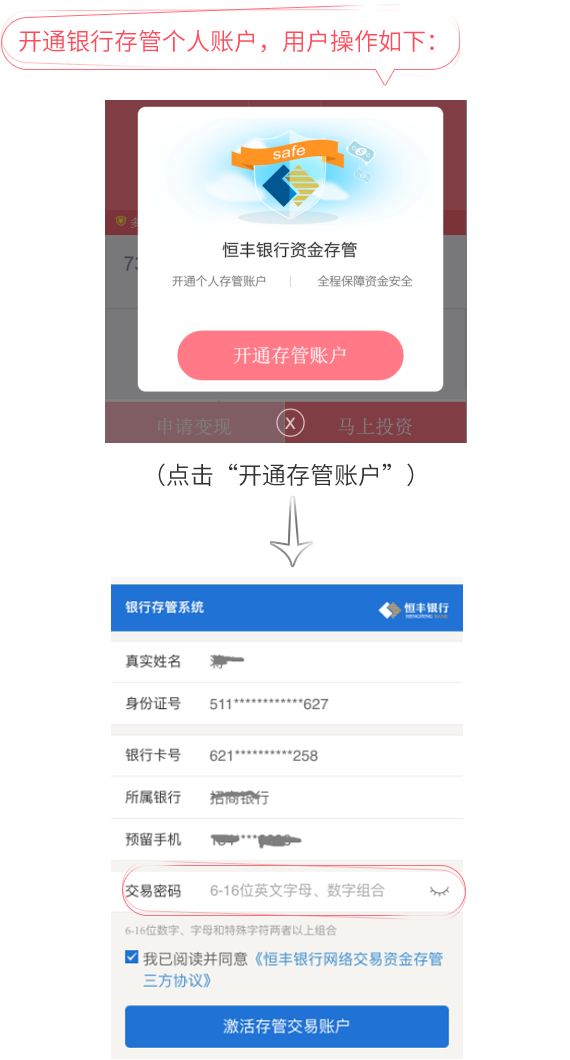 开通银行存管个人账户，用户操作如下：
safe
恒丰银行资金存管
开通个人存管账户 | 全程保障资金安全
开通存管账户
申请变现 X 马上投资
（点击“开通存管账户”）
银行存管系统 恒丰银行
真实姓名
身份证号 511************627
银行卡号 621**********258
所属银行 招商银行
预留手机
交易密码 6-16位英文字母、数字组合
6-16位数字、字母和特殊字符两者以上组合
我已阅读并同意《恒丰银行网络交易资金存管
三方协议》
激活存管交易账户